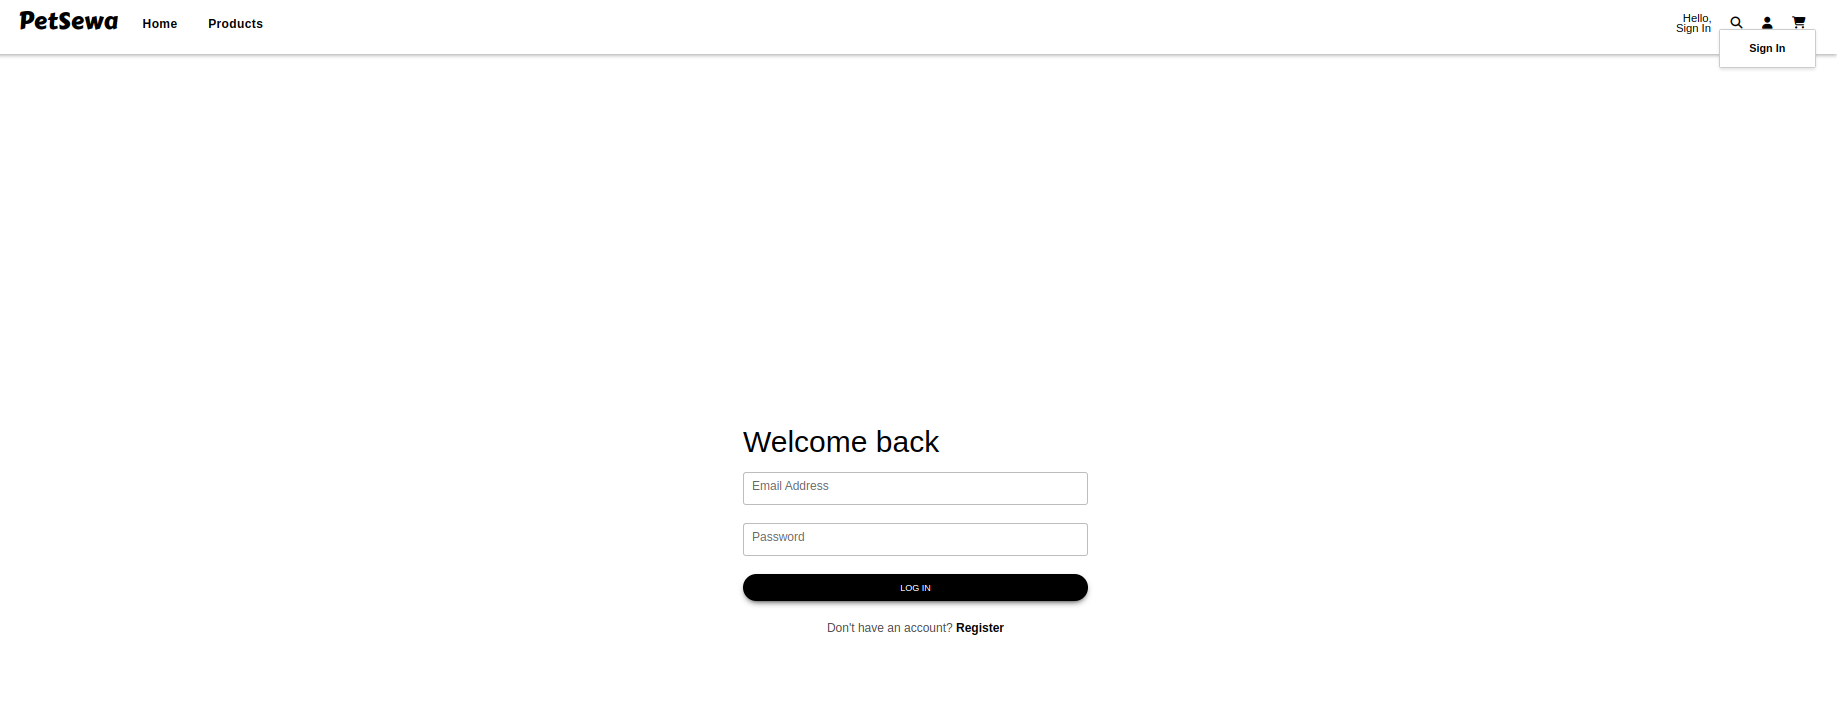 PetSewa
Home
Products
Hello,
Sign In
Sign In
Welcome back
Email Address
Password
LOG IN
Don't have an account? Register